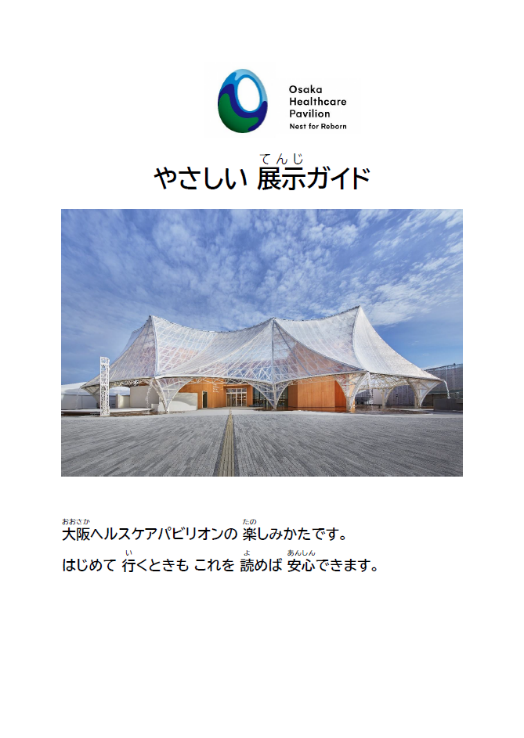 Osaka
Healthcare
Pavilion
Nest for Reborn
てんじ
やさしい 展示ガイド
おおさか たの
大阪ヘルスケアパビリオンの 楽しみかたです。
い よ あんしん
はじめて 行くときも これを 読めば 安心できます。